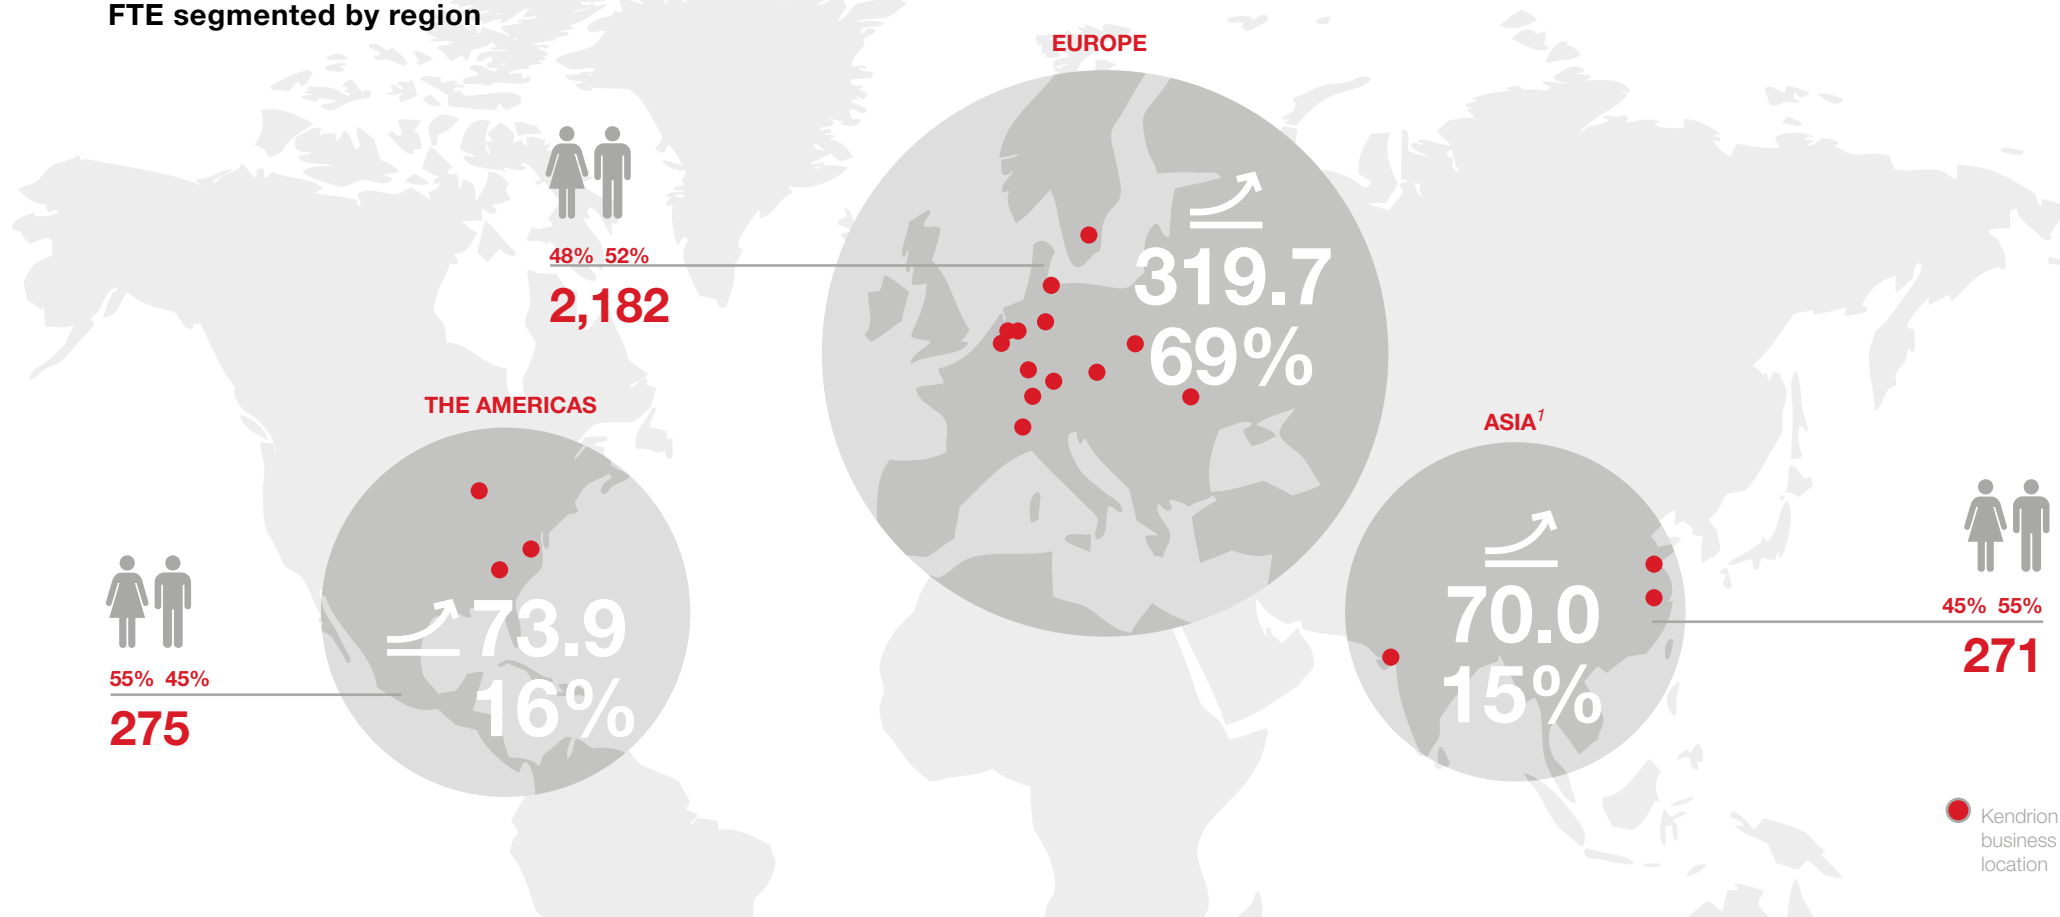 FTE segmented by region
EUROPE
48% 52%
2,182
319.7
69%
THE AMERICAS
55% 45%
275
73.9
16%
ASIA1
70.0
15%
45% 55%
271
Kendrion
business
location